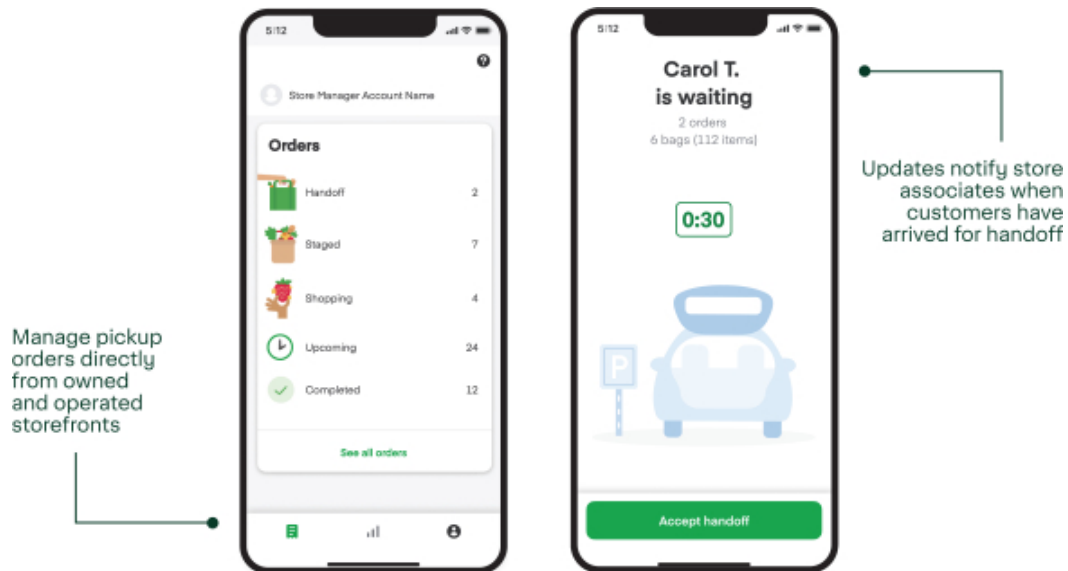 5:12
Store Manager Account Name
Orders
Handoff 2
Staged 7
Shopping 4
Upcoming 24
Completed 12
See all orders
Manage pickup
orders directly
from owned
and operated
storefronts
5:12
Carol T.
is waiting
2 orders
6 bags (112 items)
0:30
P
Accept handoff
Updates notify store
associates when
customers have
arrived for handoff